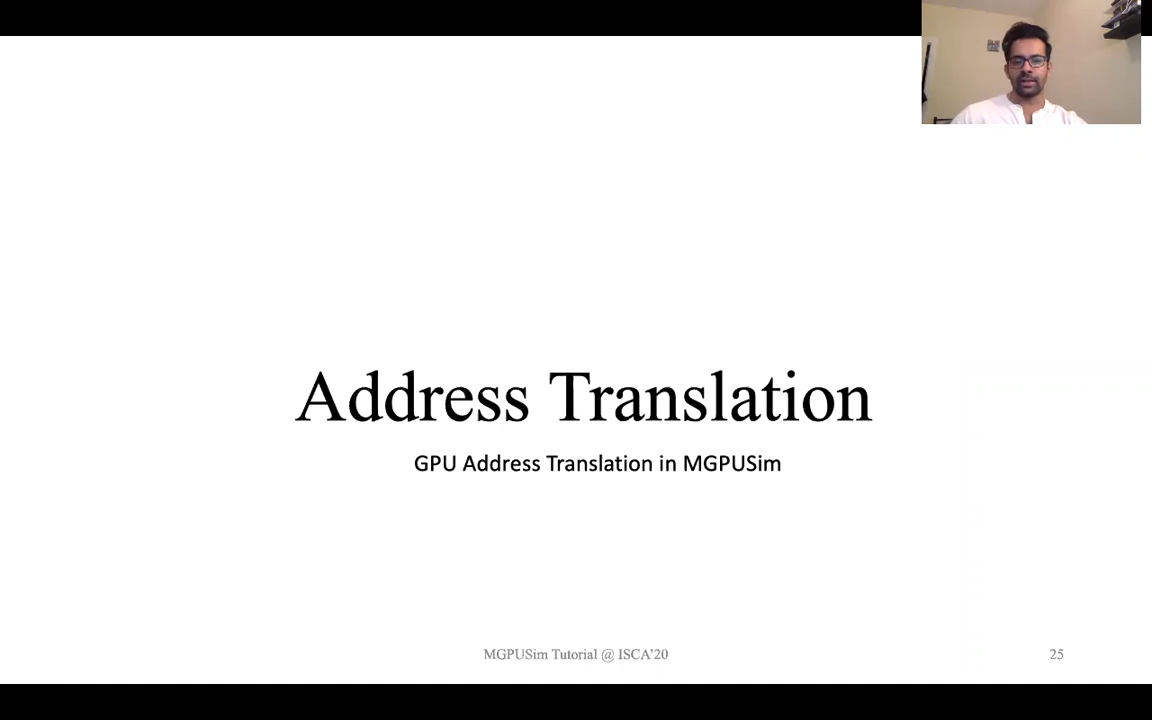 Address Translation
GPU Address Translation in MGPUSim
MGPUSim Tutorial @ ISCA'20
25